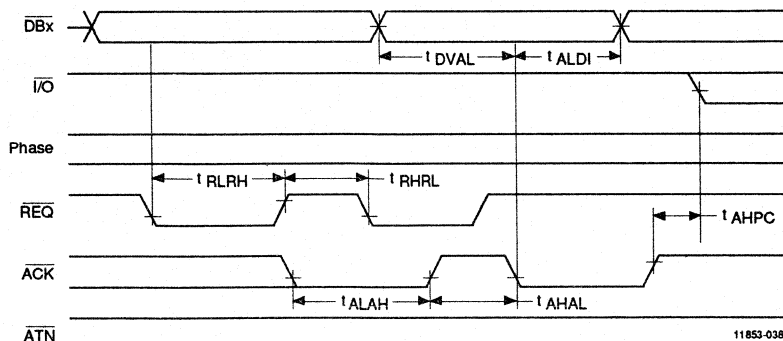 DBx
t DVAL
t ALDI
I/O
Phase
t RLRH
t RHRL
REQ
t AHPC
ACK
t ALAH
t AHAL
ATN
11853-038